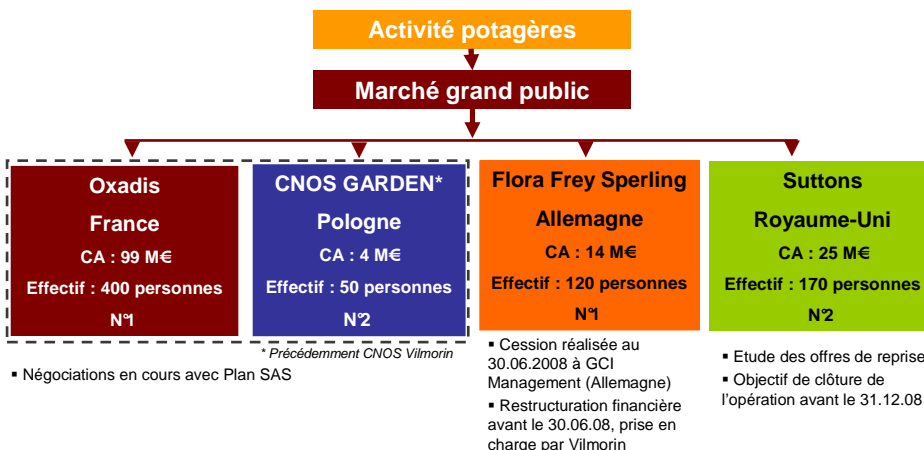 Activité potagères
Marché grand public
Oxadis
France
CA : 99 M€
Effectif : 400 personnes
N°1
CNOS GARDEN*
Pologne
CA : 4 M€
Effectif : 50 personnes
N°2
Flora Frey Sperling
Allemagne
CA : 14 M€
Effectif : 120 personnes
N°1
Suttons
Royaume-Uni
CA : 25 M€
Effectif : 170 personnes
N°2
* Précédemment CNOS Vilmorin
▪ Négociations en cours avec Plan SAS
▪ Cession réalisée au
30.06.2008 à GCI
Management (Allemagne)
▪ Restructuration financière
avant le 30.06.08, prise en
charge par Vilmorin
▪ Etude des offres de reprise
▪ Objectif de clôture de
l'opération avant le 31.12.08